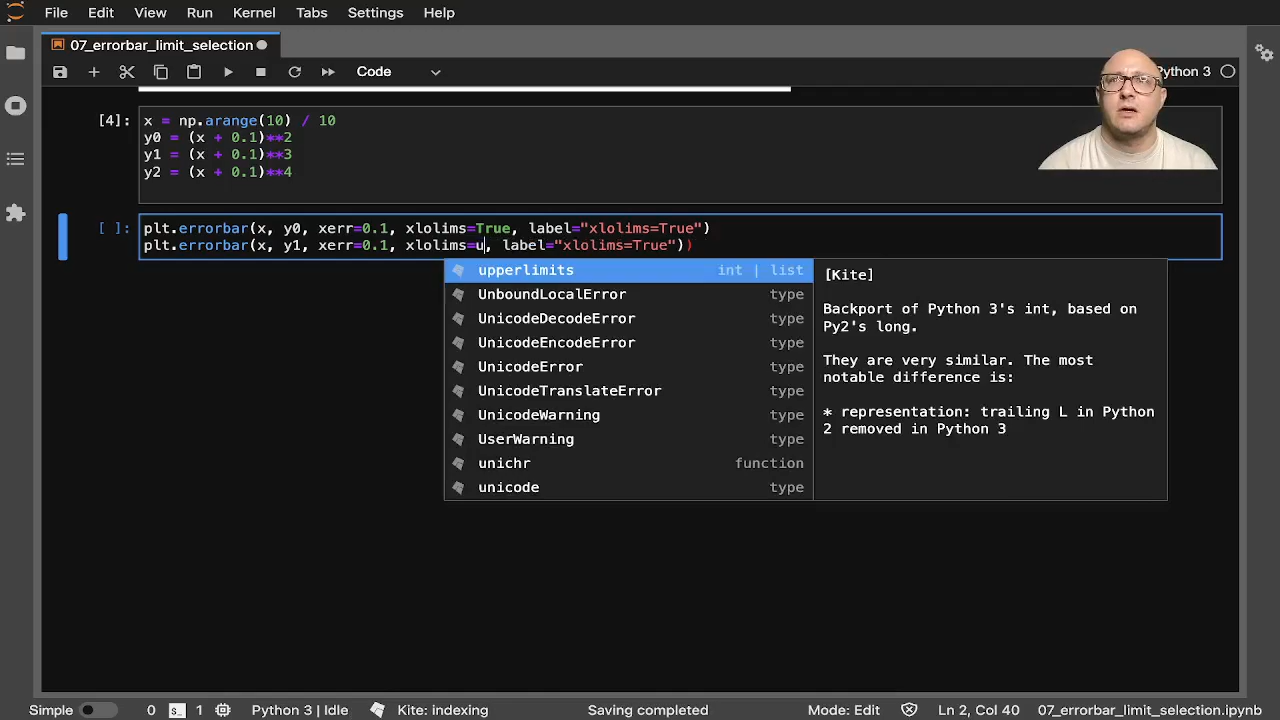 File Edit View Run Kernel Tabs Settings Help
07_errorbar_limit_selection
Code
Python 3
[4]:
x = np.arange(10) / 10
y0 = (x + 0.1)**2
y1 = (x + 0.1)**3
y2 = (x + 0.1)**4
[ ]:
plt.errorbar(x, y0, xerr=0.1, xlolims=True, label="xlolims=True")
plt.errorbar(x, y1, xerr=0.1, xlolims=u, label="xlolims=True"))
upperlimits int | list
UnboundLocalError type
UnicodeDecodeError type
UnicodeEncodeError type
UnicodeError type
UnicodeTranslateError type
UnicodeWarning type
UserWarning type
unichr function
unicode type
[Kite]
Backport of Python 3's int, based on
Py2's long.
They are very similar. The most
notable difference is:
* representation: trailing L in Python
2 removed in Python 3
Simple 0 s_ 1 Python 3 | Idle Kite: indexing Saving completed Mode: Edit Ln 2, Col 40 07_errorbar_limit_selection.ipynb